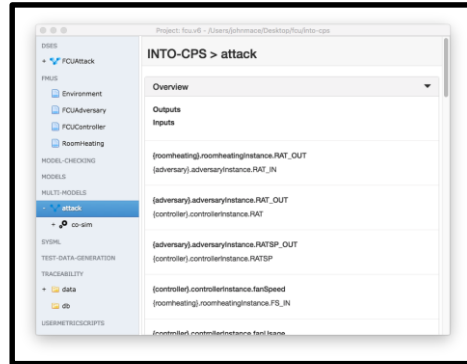 Project: fcu.v6 - /Users/johnmace/Desktop/fcu/into-cps
DSES
+ FCUAttack
FMUS
Environment
FCUAdversary
FCUController
RoomHeating
MODEL-CHECKING
MODELS
MULTI-MODELS
- attack
+ co-sim
SYSML
TEST-DATA-GENERATION
TRACEABILITY
+ data
db
USERMETRICSCRIPTS
INTO-CPS > attack
Overview
Outputs
Inputs
{roomheating}.roomheatingInstance.RAT_OUT
{adversary}.adversaryInstance.RAT_IN
{adversary}.adversaryInstance.RAT_OUT
{controller}.controllerInstance.RAT
{adversary}.adversaryInstance.RATSP_OUT
{controller}.controllerInstance.RATSP
{controller}.controllerInstance.fanSpeed
{roomheating}.roomheatingInstance.FS_IN
{controller}.controllerInstance.fanUsage